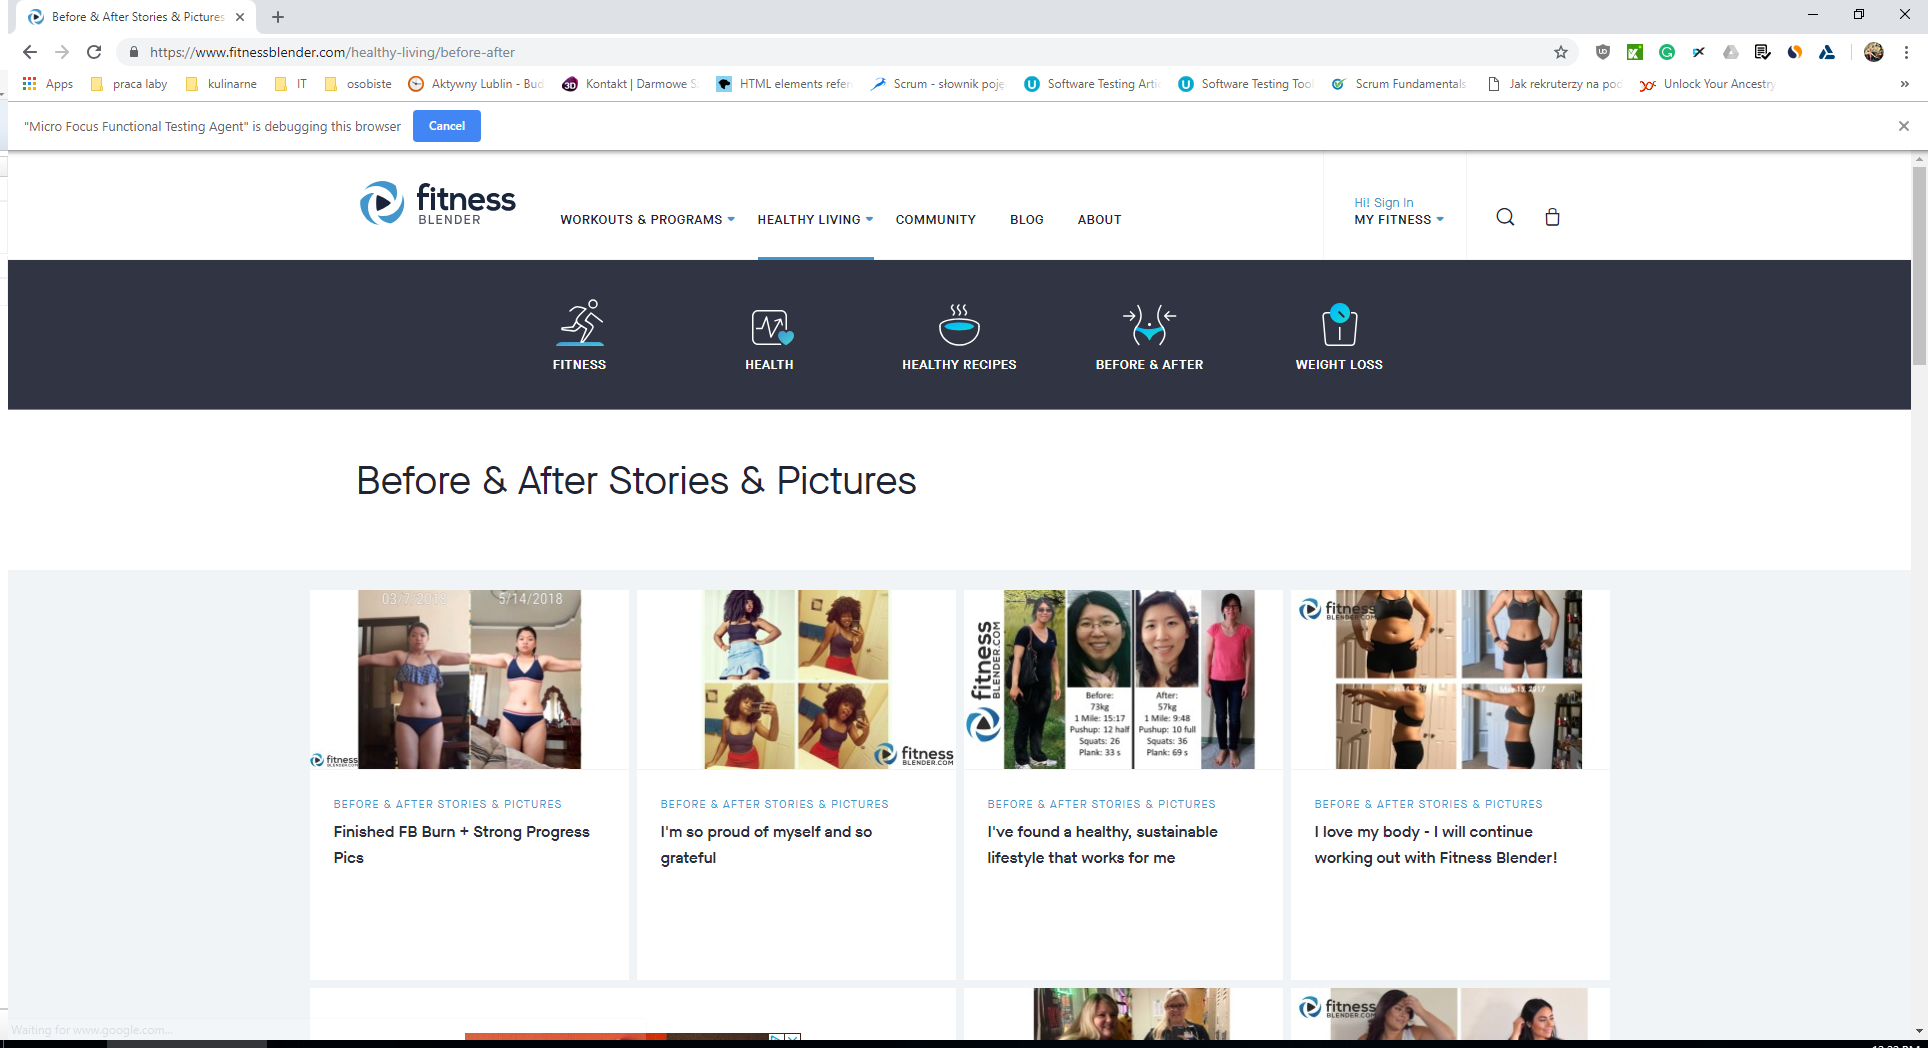 Before & After Stories & Pictures
https://www.fitnessblender.com/healthy-living/before-after
Apps praca laby kulinarne IT osobiste Aktywny Lublin - Bud Kontakt | Darmowe S HTML elements refer Scrum - słownik poję Software Testing Artic Software Testing Tool Scrum Fundamentals Jak rekruterzy na pod Unlock Your Ancestry »
"Micro Focus Functional Testing Agent" is debugging this browser Cancel
fitness
BLENDER
WORKOUTS & PROGRAMS HEALTHY LIVING COMMUNITY BLOG ABOUT
Hi! Sign In
MY FITNESS
FITNESS HEALTH HEALTHY RECIPES BEFORE & AFTER WEIGHT LOSS
Before & After Stories & Pictures
03/7/2018 5/14/2018
fitness
BLENDER.COM
fitness
BLENDER.COM
fitness
BLENDER.COM
Before:
73kg
1 Mile: 15:17
Pushup: 12 half
Squats: 26
Plank: 33 s
After:
57kg
1 Mile: 9:48
Pushup: 10 full
Squats: 36
Plank: 69 s
fitness
BLENDER.COM
2017
BEFORE & AFTER STORIES & PICTURES
Finished FB Burn + Strong Progress
Pics
BEFORE & AFTER STORIES & PICTURES
I'm so proud of myself and so
grateful
BEFORE & AFTER STORIES & PICTURES
I've found a healthy, sustainable
lifestyle that works for me
BEFORE & AFTER STORIES & PICTURES
I love my body - I will continue
working out with Fitness Blender!
fitness
BLENDER.COM
Waiting for www.google.com...